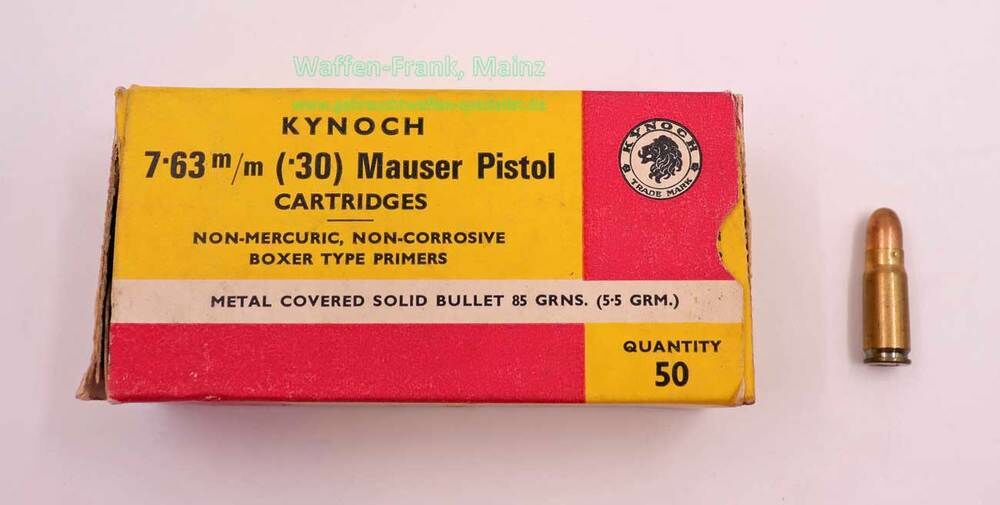 Waffen-Frank, Mainz
KYNOCH
7·63 m/m (·30) Mauser Pistol
CARTRIDGES
NON-MERCURIC, NON-CORROSIVE
BOXER TYPE PRIMERS
METAL COVERED SOLID BULLET 85 GRNS. (5·5 GRM.)
KYNOCH
TRADE MARK
QUANTITY
50